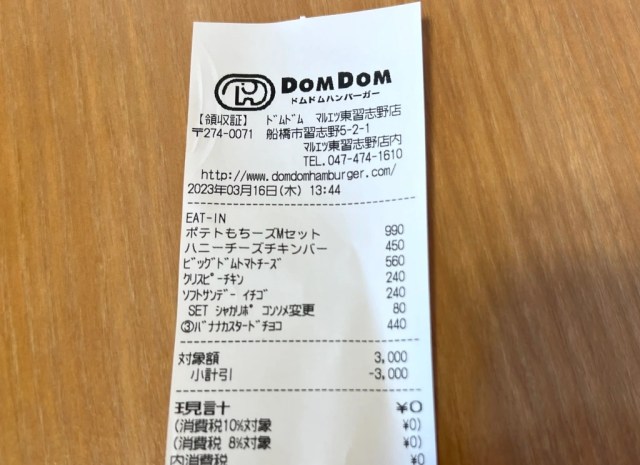 DOMDOM
ドムドムハンバーガー
【領収証】 ﾄﾞﾑﾄﾞﾑ ﾏﾙｴﾂ東習志野店
〒274-0071 船橋市習志野5-2-1
ﾏﾙｴﾂ東習志野店内
TEL.047-474-1610
http://www.domdomhamburger.com/
2023年03月16日(木) 13:44
EAT-IN
ポテトもちーズMセット 990
ハニーチーズチキンバー 450
ﾋﾞｯｸﾞﾄﾞﾑﾄﾏﾄﾁｰｽﾞ 560
ｸﾘｽﾋﾟｰﾁｷﾝ 240
ｿﾌﾄｻﾝﾃﾞｰ ｲﾁｺﾞ 240
SET ｼｬｶﾘﾎﾟ ｺﾝｿﾒ変更 80
③ﾊﾞﾅﾅｶｽﾀｰﾄﾞﾁｮｺ 440
対象額 3,000
小計引 -3,000
現計 ¥0
(消費税10%対象 ¥0)
(消費税 8%対象 ¥0)
内消費税 ¥0